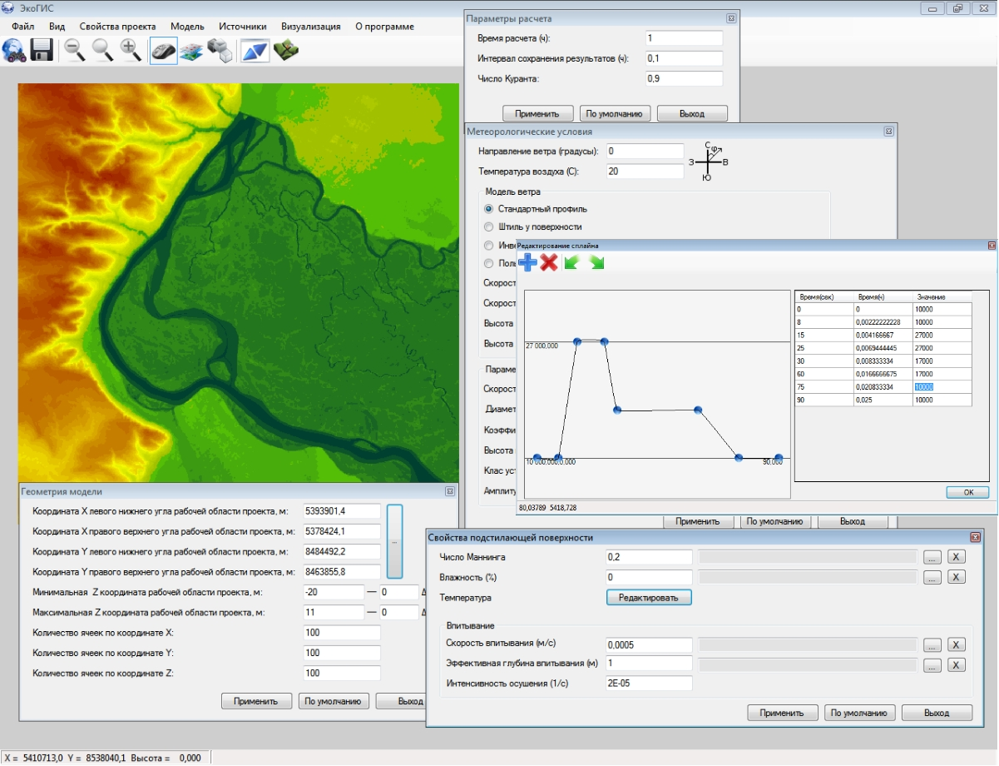 ЭкоГИС
Файл Вид Свойства проекта Модель Источники Визуализация О программе
Параметры расчета
Время расчета (ч): 1
Интервал сохранения результатов (ч): 0,1
Число Куранта: 0,9
Применить По умолчанию Выход
Метеорологические условия
Направление ветра (градусы): 0
Температура воздуха (С): 20
С
φ
З В
Ю
Модель ветра
Стандартный профиль
Штиль у поверхности
Инве
Поль
Скорост
Скорост
Высота
Высота
Параме
Скорост
Диамет
Коэффи
Высота
Клас уст
Амплиту
Применить По умолчанию Выход
Редактирование сплайна
27 000,000
10 000,000,0,000 90,000
Время(сек) Время(ч) Значение
0 0 10000
8 0,00222222228 10000
15 0.004166667 27000
25 0,0069444445 27000
30 0,008333334 17000
60 0,0166666675 17000
75 0,020833334 10000
90 0,025 10000
OK
80,03789 5418,728
Геометрия модели
Координата X левого нижнего угла рабочей области проекта, м: 5393901,4
Координата X правого верхнего угла рабочей области проекта, м: 5378424,1
Координата Y левого нижнего угла рабочей области проекта, м: 8484492,2
Координата Y правого верхнего угла рабочей области проекта, м: 8463855,8
...
Минимальная Z координата рабочей области проекта, м: -20 — 0
Максимальная Z координата рабочей области проекта, м: 11 — 0
Количество ячеек по координате X: 100
Количество ячеек по координате Y: 100
Количество ячеек по координате Z: 100
Применить По умолчанию Выход
Свойства подстилающей поверхности
Число Маннинга 0,2 ... X
Влажность (%) 0 ... X
Температура Редактировать
Впитывание
Скорость впитывания (м/с) 0,0005 ... X
Эффективная глубина впитывания (м) 1 ... X
Интенсивность осушения (1/с) 2E-05
Применить По умолчанию Выход
X = 5410713,0 Y = 8538040,1 Высота = 0,000